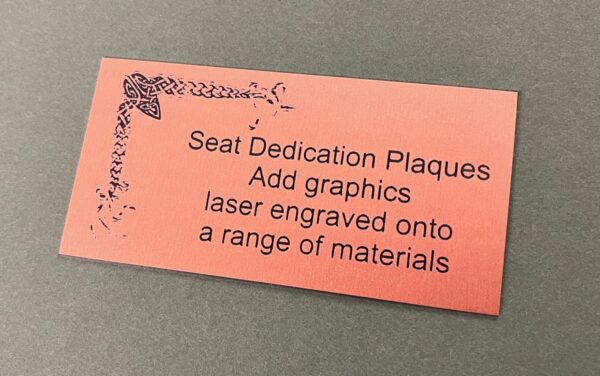 Seat Dedication Plaques
Add graphics
laser engraved onto
a range of materials